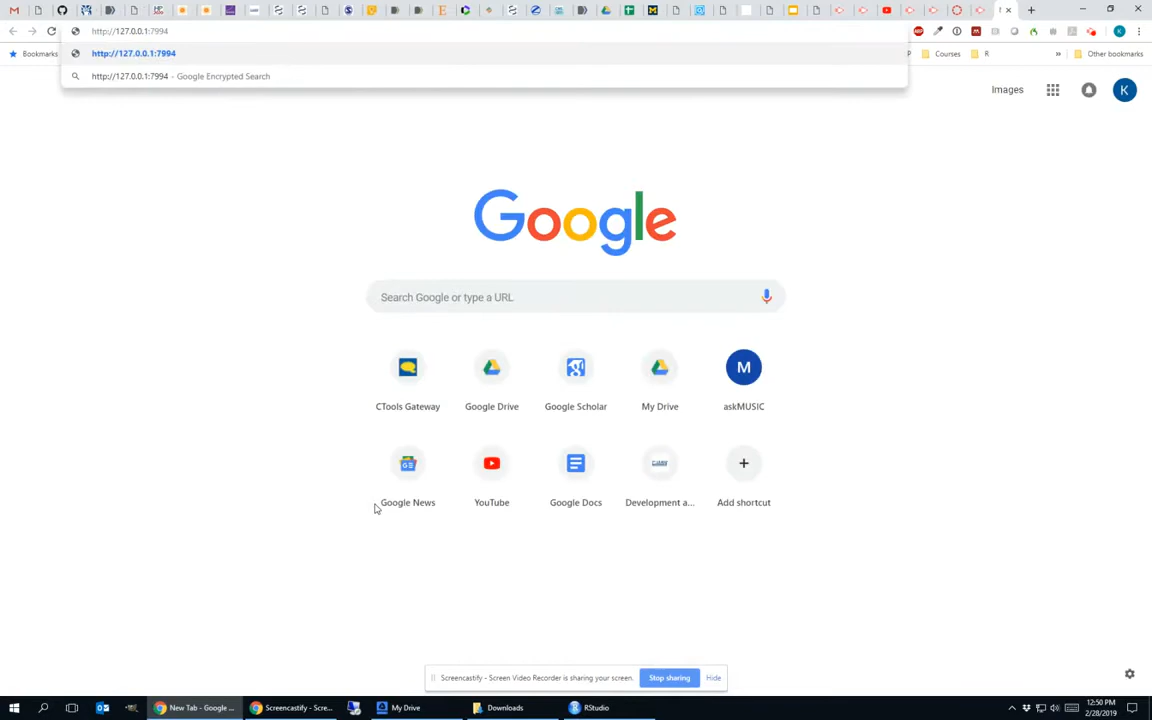 http://127.0.0.1:7994
http://127.0.0.1:7994
http://127.0.0.1:7994 - Google Encrypted Search
Bookmarks
Courses
R
»
Other bookmarks
Images
K
Google
Search Google or type a URL
M
CTools Gateway
Google Drive
Google Scholar
My Drive
askMUSIC
Google News
YouTube
Google Docs
Development a...
Add shortcut
Screencastify - Screen Video Recorder is sharing your screen.
Stop sharing
Hide
New Tab - Google ...
Screencastify - Scre...
My Drive
Downloads
RStudio
12:50 PM
2/28/2019